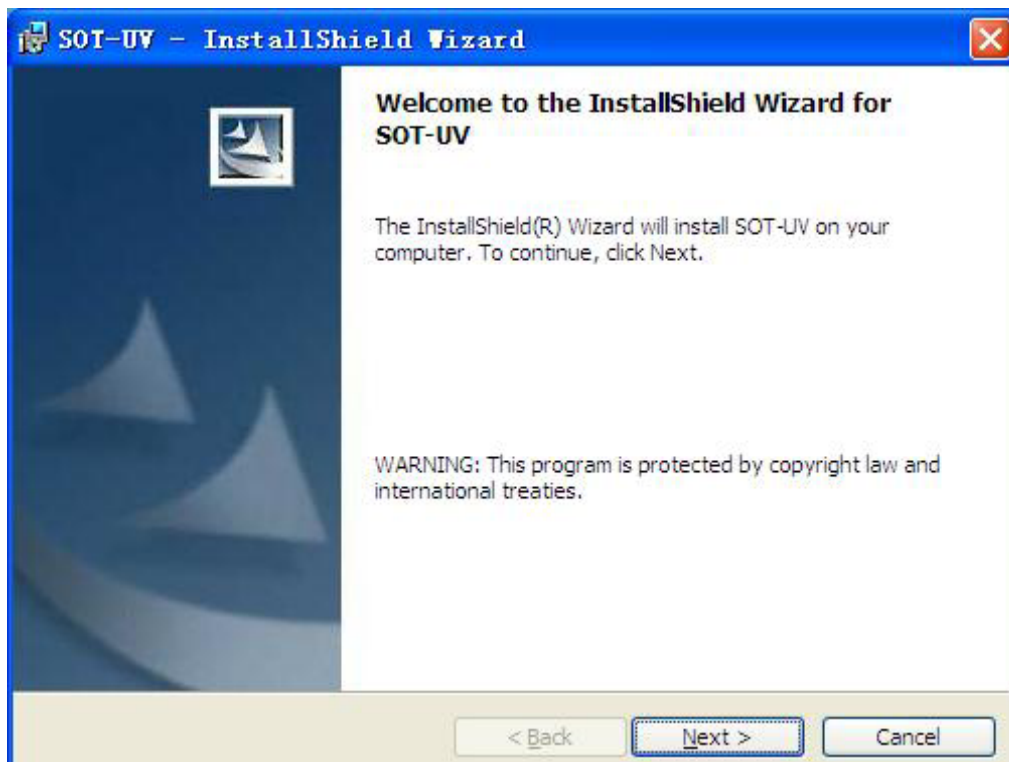 SOT-UV - InstallShield Wizard
Welcome to the InstallShield Wizard for
SOT-UV
The InstallShield(R) Wizard will install SOT-UV on your
computer. To continue, click Next.
WARNING: This program is protected by copyright law and
international treaties.
< Back
Next >
Cancel